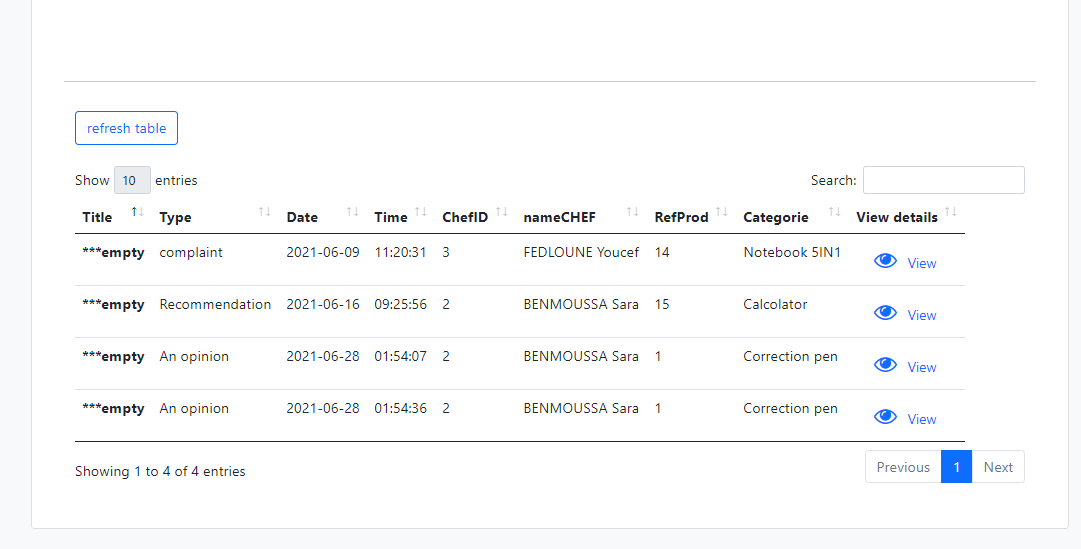 refresh table
Show 10 entries Search:
Title Type Date Time ChefID nameCHEF RefProd Categorie View details
***empty complaint 2021-06-09 11:20:31 3 FEDLOUNE Youcef 14 Notebook 5IN1 View
***empty Recommendation 2021-06-16 09:25:56 2 BENMOUSSA Sara 15 Calcolator View
***empty An opinion 2021-06-28 01:54:07 2 BENMOUSSA Sara 1 Correction pen View
***empty An opinion 2021-06-28 01:54:36 2 BENMOUSSA Sara 1 Correction pen View
Showing 1 to 4 of 4 entries Previous 1 Next